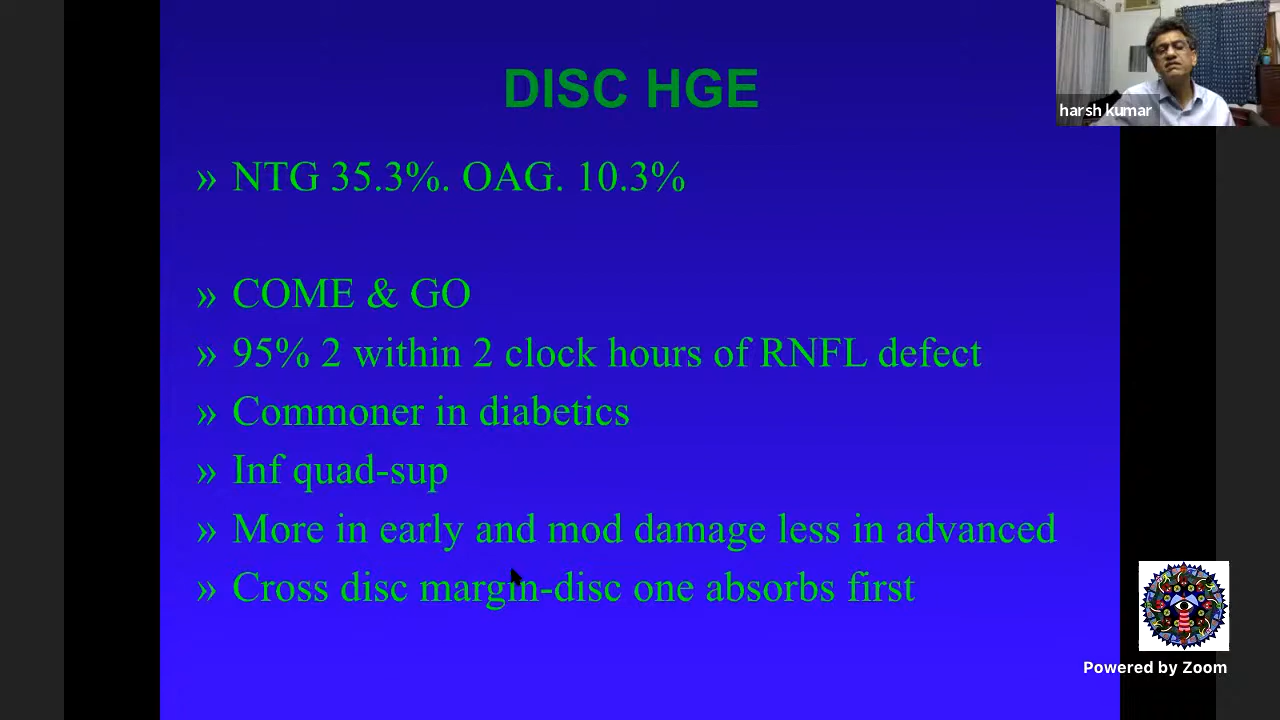 DISC HGE
harsh kumar
» NTG 35.3%. OAG. 10.3%
» COME & GO
» 95% 2 within 2 clock hours of RNFL defect
» Commoner in diabetics
» Inf quad-sup
» More in early and mod damage less in advanced
» Cross disc margin-disc one absorbs first
Powered by Zoom